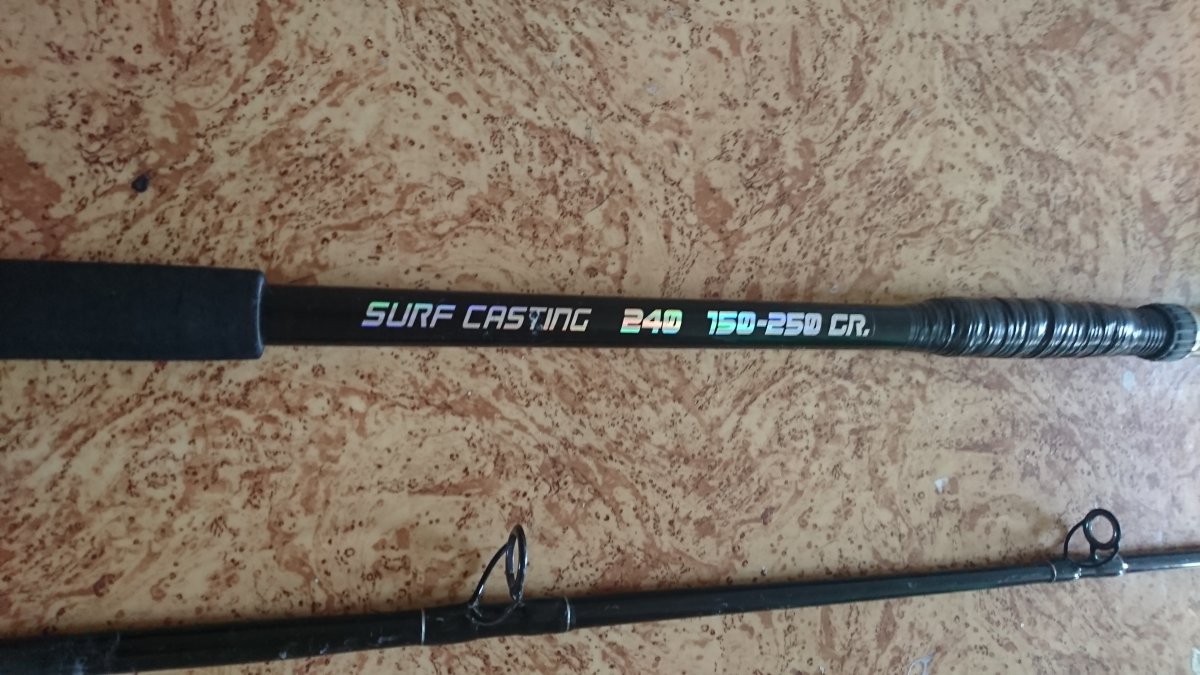 SURF CASTING 240 150-250 GR.